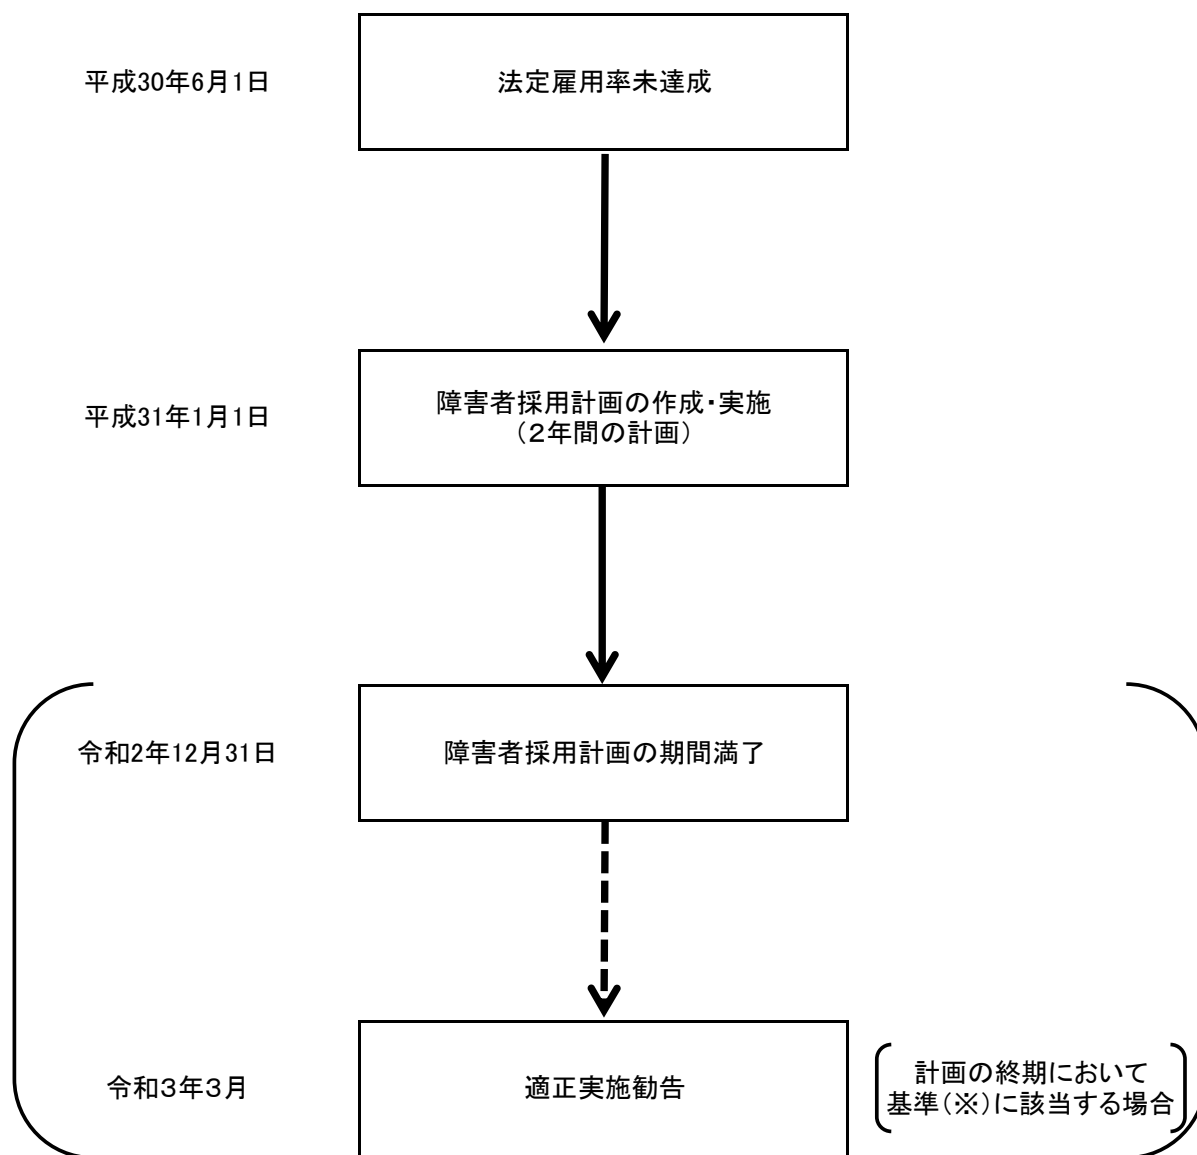 平成30年6月1日
法定雇用率未達成
平成31年1月1日
障害者採用計画の作成・実施
（２年間の計画）
令和2年12月31日
障害者採用計画の期間満了
令和３年３月
適正実施勧告
計画の終期において
基準（※）に該当する場合